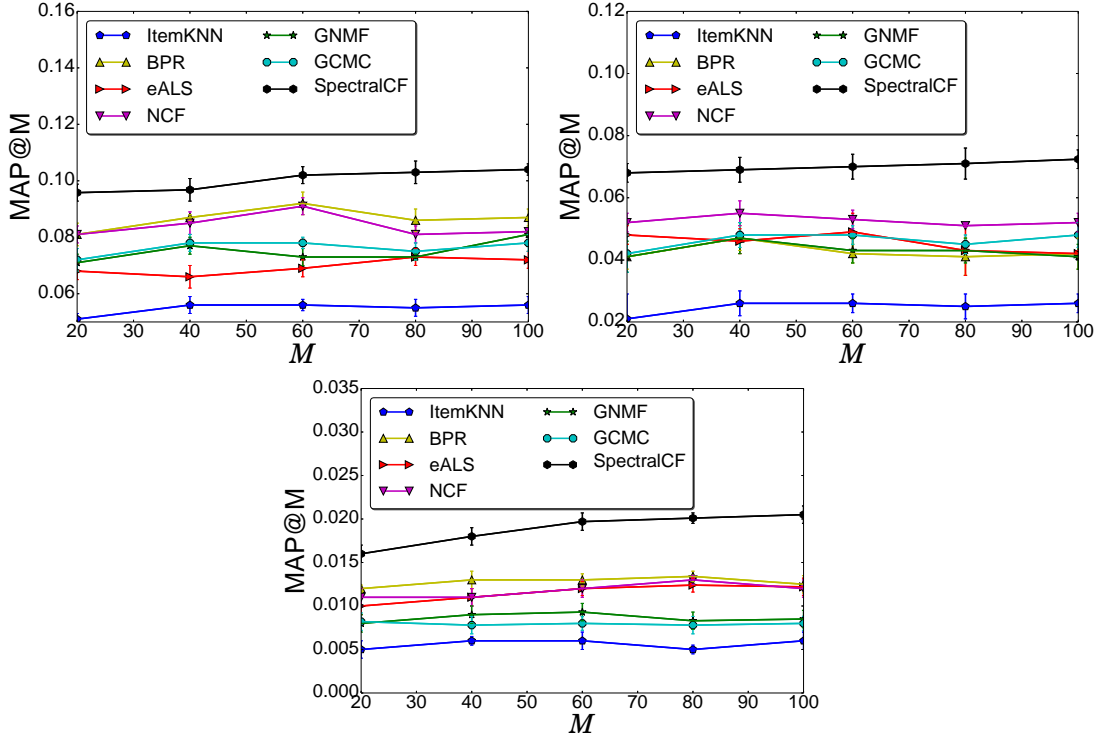 0.16
0.14
0.12
0.10
0.08
0.06
MAP@M
ItemKNN
BPR
eALS
NCF
GNMF
GCMC
SpectralCF
20 30 40 50 60 70 80 90 100
M
0.12
0.10
0.08
0.06
0.04
0.02
MAP@M
ItemKNN
BPR
eALS
NCF
GNMF
GCMC
SpectralCF
20 30 40 50 60 70 80 90 100
M
0.035
0.030
0.025
0.020
0.015
0.010
0.005
0.000
MAP@M
ItemKNN
BPR
eALS
NCF
GNMF
GCMC
SpectralCF
20 30 40 50 60 70 80 90 100
M